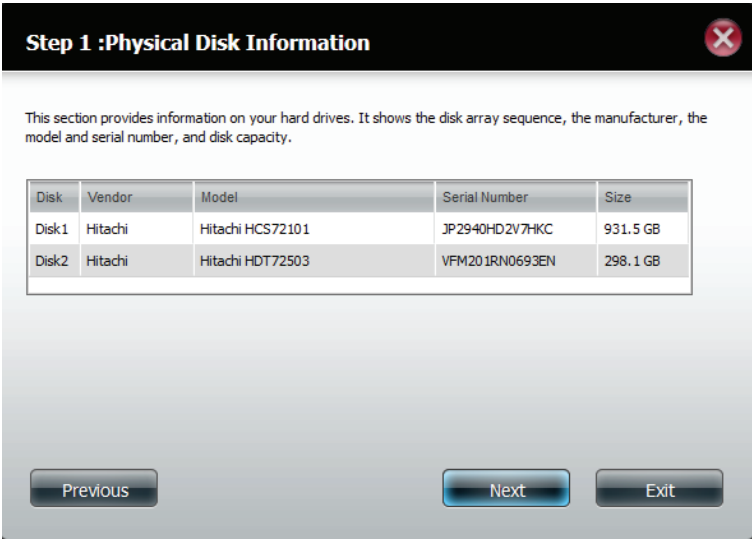 Step 1 :Physical Disk Information
This section provides information on your hard drives. It shows the disk array sequence, the manufacturer, the
model and serial number, and disk capacity.
Disk Vendor Model Serial Number Size
Disk1 Hitachi Hitachi HCS72101 JP2940HD2V7HKC 931.5 GB
Disk2 Hitachi Hitachi HDT72503 VFM201RN0693EN 298.1 GB
Previous Next Exit